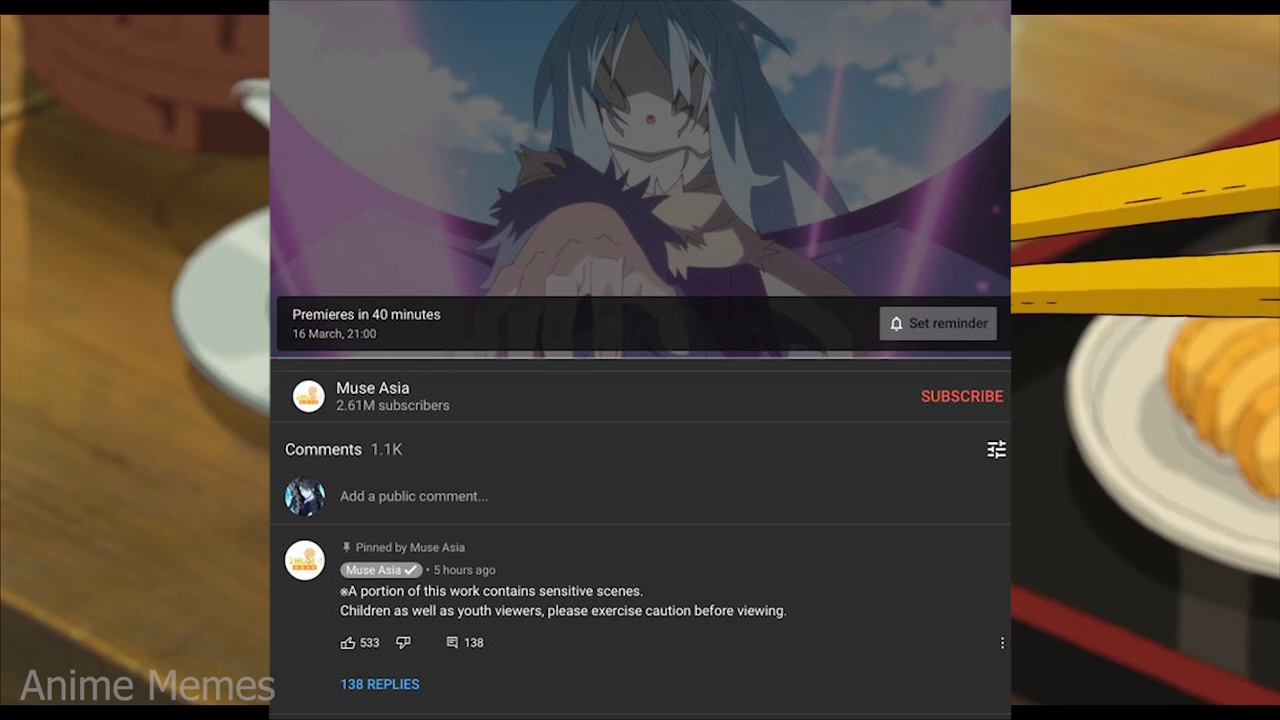 Premieres in 40 minutes
16 March, 21:00
Set reminder
Muse Asia
2.61M subscribers
SUBSCRIBE
Comments 1.1K
Add a public comment...
Pinned by Muse Asia
Muse Asia • 5 hours ago
※A portion of this work contains sensitive scenes.
Children as well as youth viewers, please exercise caution before viewing.
533 138
138 REPLIES
Anime Memes